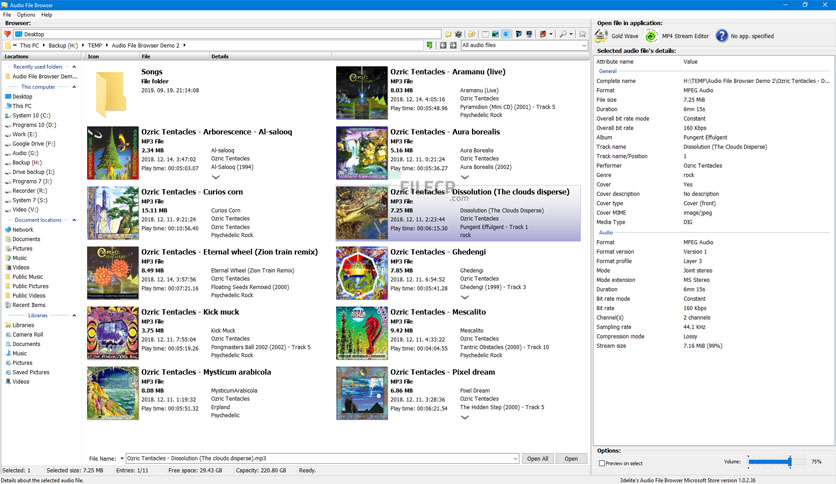 Audio File Browser
File Options Help
Browser:
Desktop
This PC Backup (H:) TEMP Audio File Browser Demo 2
All audio files
Locations
Recently used folders
Audio File Browser Dem...
This computer
Desktop
This PC
System 10 (C:)
Programs 10 (D:)
Work (E:)
Google Drive (F:)
Audio (G:)
Backup (H:)
Drive backup (I:)
Programs 7 (J:)
Recorder (R:)
System 7 (S:)
Video (V:)
Document locations
Network
Documents
Pictures
Music
Videos
Public Music
Public Pictures
Public Videos
Recent Items
Libraries
Libraries
Camera Roll
Documents
Music
Pictures
Saved Pictures
Videos
Icon File Details
Songs
File folder
2019. 09. 19. 21:14:08
Ozric Tentacles - Aramanu (live)
MP3 File
8.03 MB Aramanu (Live)
2018. 12. 14. 4:05:16 Ozric Tentacles
Play time: 00:05:48.96 Pyramidion (Mini CD) (2001) - Track 5
Psychedelic Rock
Ozric Tentacles - Arborescence - Al-salooq
MP3 File
2.34 MB Al-salooq
2018. 12. 14. 3:47:02 Ozric Tentacles
Play time: 00:05:03.07 Al-Salooq (1994)
Ozric Tentacles - Aura borealis
MP3 File
5.16 MB Aura Borealis
2018. 12. 11. 0:21:24 Ozric Tentacles
Play time: 00:05:36.27 Aura Borealis (2002)
Ozric Tentacles - Curios corn
MP3 File
15.11 MB Curios Corn
2018. 12. 11. 9:21:24 Ozric Tentacles
Play time: 00:10:56.40 Psychedelic Rock
FILECR
.com
Ozric Tentacles - Dissolution (The clouds disperse)
MP3 File
7.25 MB Dissolution (The Clouds Disperse)
2018. 12. 11. 2:23:44 Ozric Tentacles
Play time: 00:06:15.30 Pungent Effulgent - Track 1
rock
Ozric Tentacles - Eternal wheel (Zion train remix)
MP3 File
8.49 MB Eternal Wheel (Zion Train Remix)
2018. 12. 14. 3:57:56 Ozric Tentacles
Play time: 00:07:21.16 Floating Seeds Remixed (2000)
Psychedelic Rock
Ozric Tentacles - Ghedengi
MP3 File
7.85 MB Ghedengi
2018. 12. 11. 6:54:52 Ozric Tentacles
Play time: 00:05:41.28 Ghedengi (1999) - Track 3
Ozric Tentacles - Kick muck
MP3 File
3.75 MB Kick Muck
2018. 12. 11. 7:55:04 Ozric Tentacles
Play time: 00:05:19.26 Pongmasters Ball 2002 (2002) - Track 5
Psychedelic Rock
Ozric Tentacles - Mescalito
MP3 File
9.42 MB Mescalito
2018. 12. 11. 4:33:22 Ozric Tentacles
Play time: 00:04:04.55 Tantric Obstacles (2000) - Track 10
Psychedelic Rock
Ozric Tentacles - Mysticum arabicola
MP3 File
8.08 MB MysticumArabicola
2018. 12. 11. 1:19:32 Erpland
Play time: 00:05:51.32 Psychedelic
Ozric Tentacles - Pixel dream
MP3 File
6.86 MB Pixel Dream
2018. 12. 11. 3:28:36 Ozric Tentacles
Play time: 00:06:21.54 The Hidden Step (2000) - Track 5
File Name: Ozric Tentacles - Dissolution (The clouds disperse).mp3 Open All Open
Selected: 1 Selected size: 7.25 MB Entries: 1/11 Free space: 29.43 GB Capacity: 220.80 GB Ready.
Details about the selected audio file.
Open file in application:
Gold Wave MP4 Stream Editor No app. specified
Selected audio file's details:
Attribute name Value
General
Complete name H:\TEMP\Audio File Browser Demo 2\Ozric Tentacles - D...
Format MPEG Audio
File size 7.25 MiB
Duration 6mn 15s
Overall bit rate mode Constant
Overall bit rate 160 Kbps
Album Pungent Effulgent
Track name Dissolution (The Clouds Disperse)
Track name/Position 1
Performer Ozric Tentacles
Genre rock
Cover Yes
Cover description No description
Cover type Cover (front)
Cover MIME image/jpeg
Media Type DIG
Audio
Format MPEG Audio
Format version Version 1
Format profile Layer 3
Mode Joint stereo
Mode extension MS Stereo
Duration 6mn 15s
Bit rate mode Constant
Bit rate 160 Kbps
Channel(s) 2 channels
Sampling rate 44.1 KHz
Compression mode Lossy
Stream size 7.16 MiB (99%)
Options:
Preview on select Volume: 75%
3delite's Audio File Browser Microsoft Store version 1.0.2.36